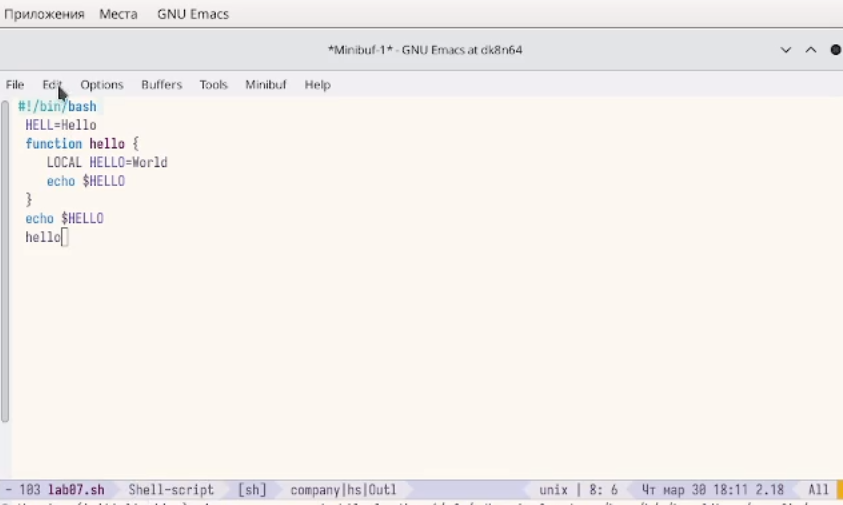 Приложения Места GNU Emacs
*Minibuf-1* - GNU Emacs at dk8n64
File Edit Options Buffers Tools Minibuf Help
#!/bin/bash
HELL=Hello
function hello {
LOCAL HELLO=World
echo $HELLO
}
echo $HELLO
hello
- 103 lab07.sh Shell-script [sh] company|hs|Outl unix | 8: 6 Чт мар 30 18:11 2.18 All